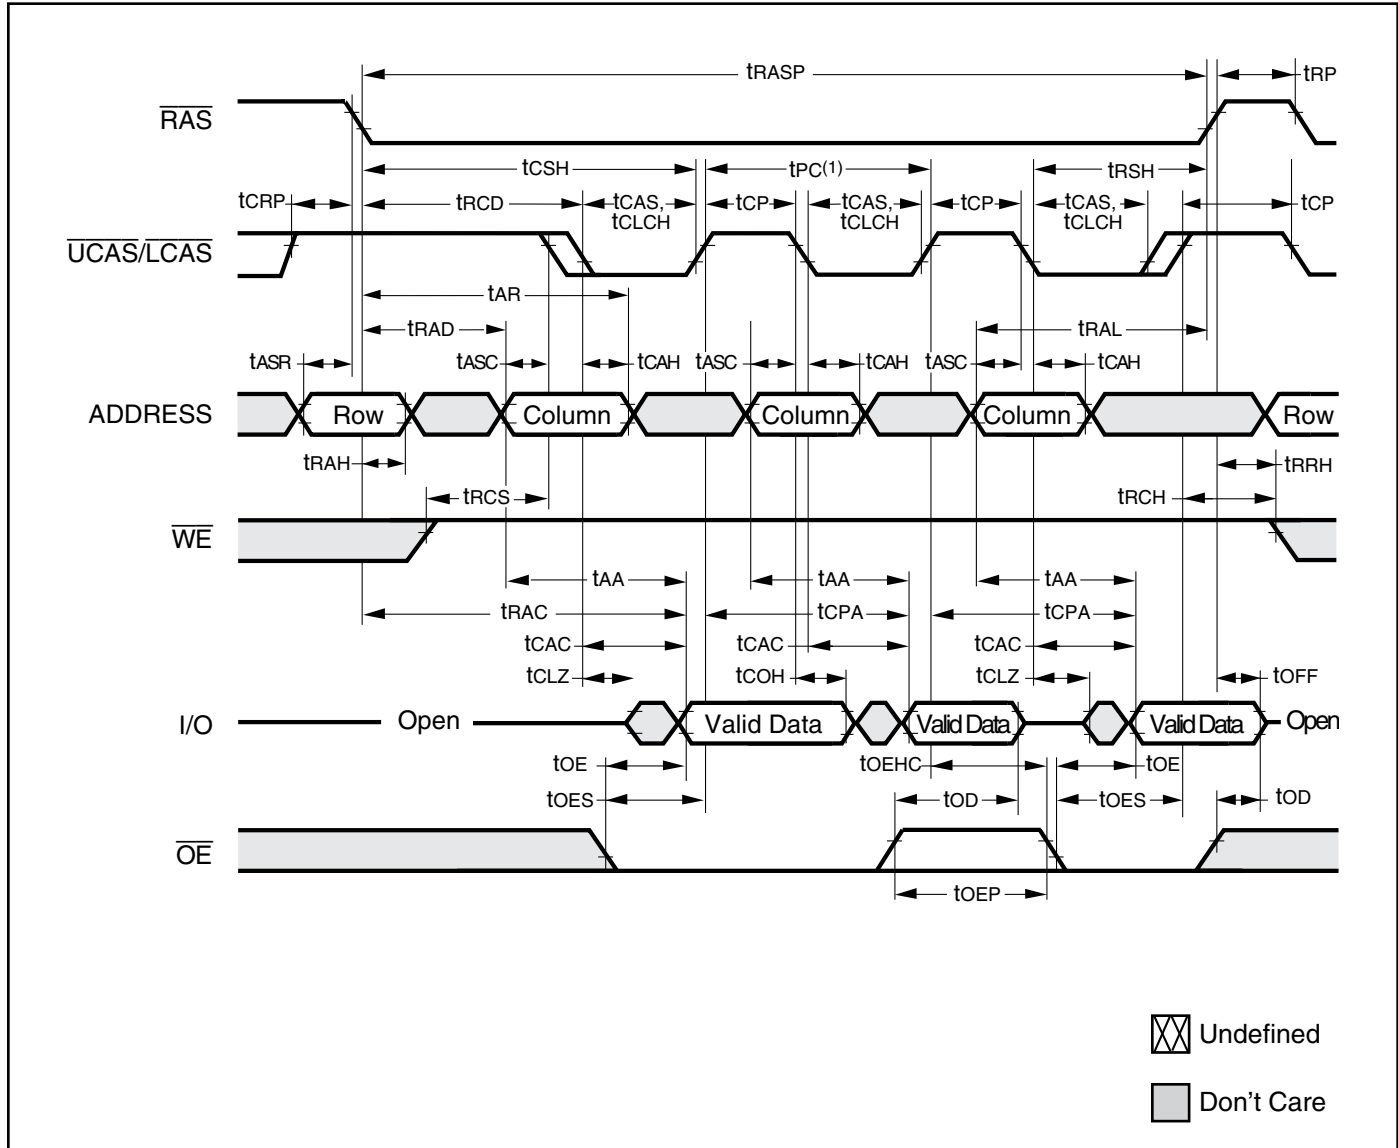 tRASP tRP
RAS
tCSH tPC(1) tRSH
tCRP tRCD tCAS, tCLCH tCP tCAS, tCLCH tCP tCAS, tCLCH tCP
UCAS/LCAS
tAR
tRAD tRAL
tASR tASC tCAH tASC tCAH tASC tCAH
ADDRESS Row Column Column Column Row
tRAH tRRH
tRCS tRCH
WE
tAA tAA tAA
tRAC tCPA tCPA
tCAC tCAC tCAC
tCLZ tCOH tCLZ tOFF
I/O Open Valid Data Valid Data Valid Data Open
tOE tOEHC tOE
tOES tOD tOES tOD
OE
tOEP
Undefined
Don't Care